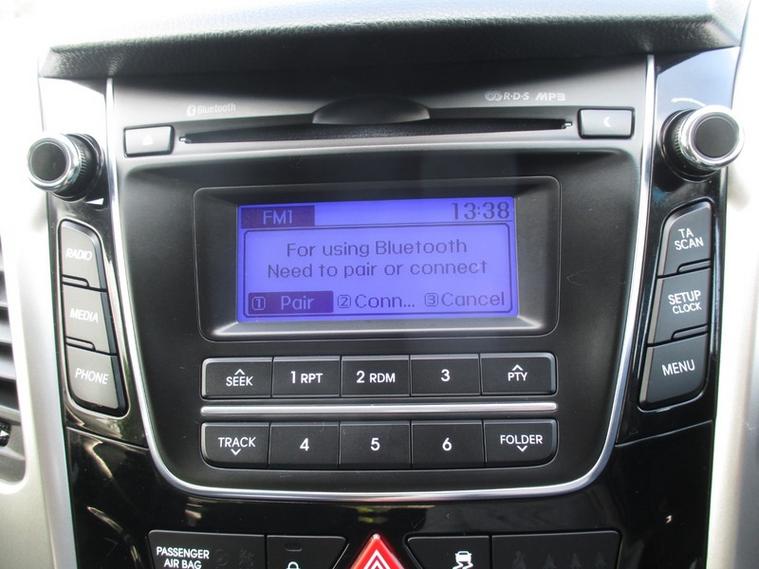 Bluetooth
R·D·S MP3
FM1 13:38
For using Bluetooth
Need to pair or connect
1 Pair 2 Conn... 3 Cancel
RADIO
MEDIA
PHONE
TA
SCAN
SETUP
CLOCK
MENU
SEEK 1 RPT 2 RDM 3 PTY
TRACK 4 5 6 FOLDER
PASSENGER
AIR BAG